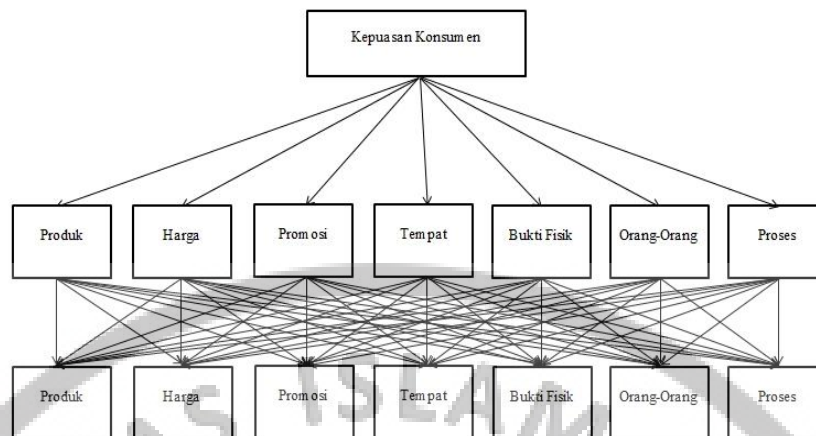 Kepuasan Konsumen
Produk
Harga
Promosi
Tempat
Bukti Fisik
Orang-Orang
Proses
Produk
Harga
Promosi
Tempat
Bukti Fisik
Orang-Orang
Proses
ISLAM